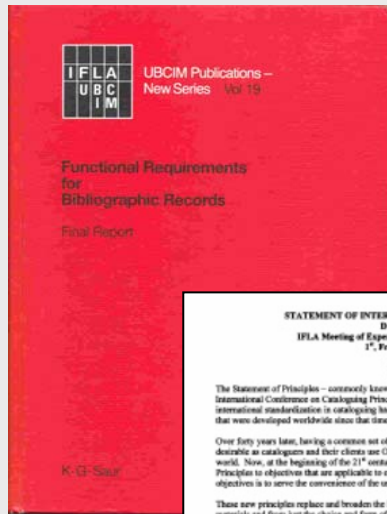 IFLA
UBC
IM
UBCIM Publications –
New Series Vol 19
Functional Requirements
for
Bibliographic Records
Final Report
K · G · Saur
STATEMENT OF INTER
D
IFLA Meeting of Exper
1st, Fr
The Statement of Principles – commonly know
International Conference on Cataloguing Princ
international standardization in cataloguing ha
that were developed worldwide since that time
Over forty years later, having a common set of
desirable as cataloguers and their clients use O
world. Now, at the beginning of the 21st centu
Principles to objectives that are applicable to o
objectives is to serve the convenience of the us
These new principles replace and broaden the